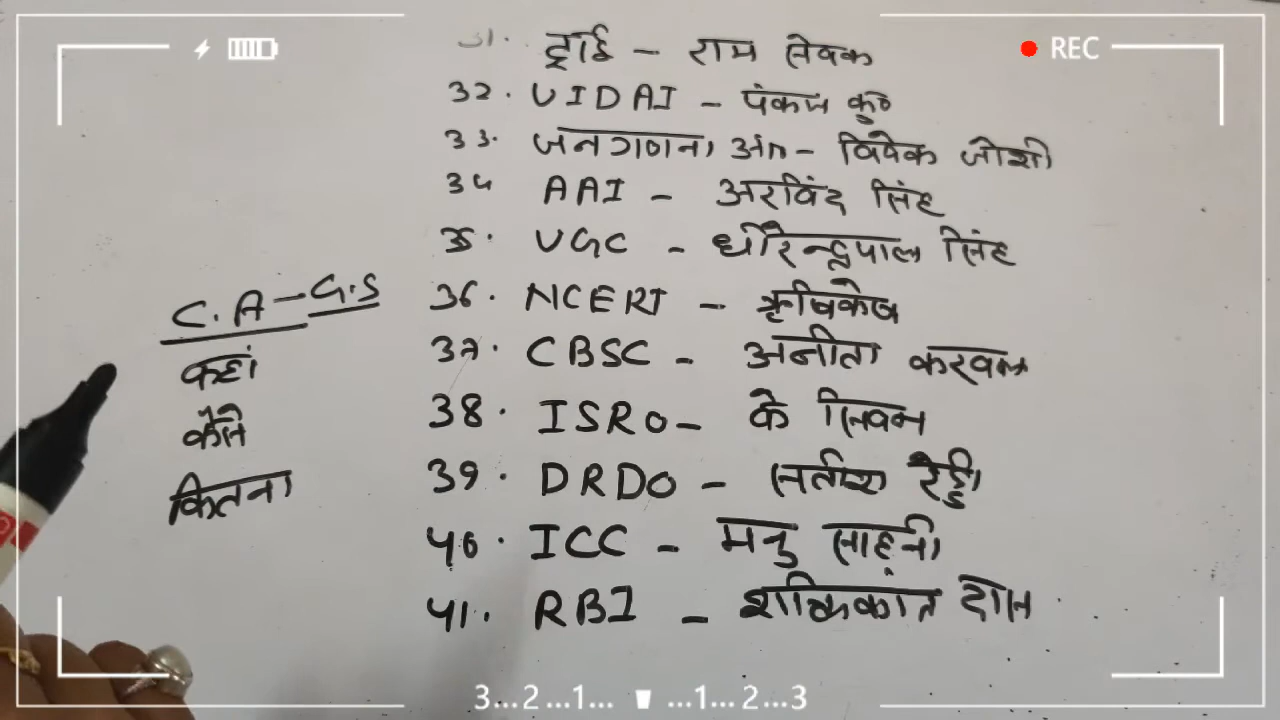 REC
31. ट्राई - राम सेवक
32. UIDAI - पंकज कु०
33. जनगणना - विवेक जोशी
34 AAI - अरविंद सिंह
35. UGC - धीरेन्द्रपाल सिंह
36. NCERT - ऋषिकेष
37. CBSC - अनीता करवल
38. ISRO - के सिवन
39. DRDO - सतीश रेड्डी
40. ICC - मनु साहनी
41. RBI - शक्तिकांत दास
C.A - G.S
कहां
कैसे
कितना
3...2...1... ...1...2...3